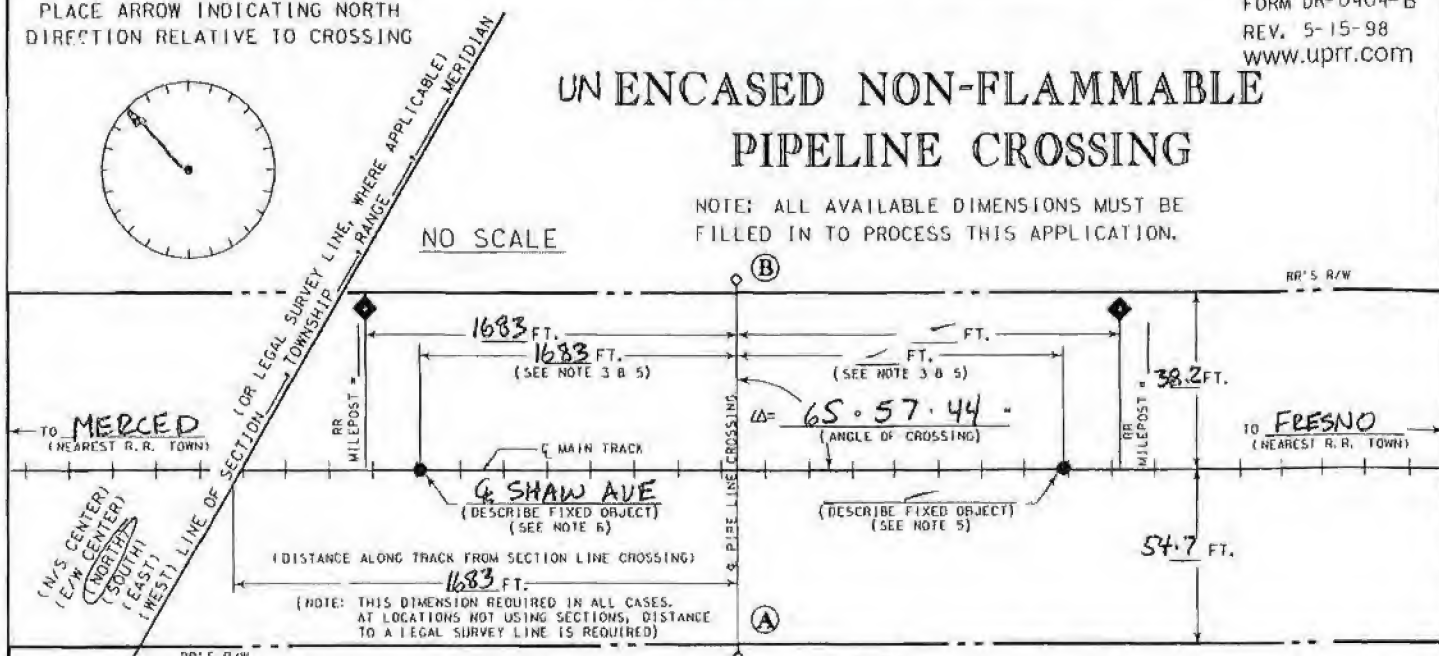 PLACE ARROW INDICATING NORTH
DIRECTION RELATIVE TO CROSSING
FORM DR-0404-B
REV. 5-15-98
www.uprr.com
UN ENCASED NON-FLAMMABLE
PIPELINE CROSSING
NOTE: ALL AVAILABLE DIMENSIONS MUST BE
FILLED IN TO PROCESS THIS APPLICATION.
NO SCALE
(OR LEGAL SURVEY LINE, WHERE APPLICABLE)
(WEST) LINE OF SECTION ____, TOWNSHIP ____, RANGE ____, MERIDIAN
(N/S CENTER)
(E/W CENTER)
(NORTH)
(SOUTH)
(EAST)
B
RR'S R/W
1683 FT.
FT.
1683 FT.
(SEE NOTE 3 & 5)
FT.
(SEE NOTE 3 & 5)
38.2 FT.
RR
MILEPOST =
RR
MILEPOST =
TO MERCED
(NEAREST R.R. TOWN)
TO FRESNO
(NEAREST R.R. TOWN)
= 65 ° 57 ' 44 "
(ANGLE OF CROSSING)
℄ PIPE LINE CROSSING
℄ MAIN TRACK
℄ SHAW AVE
(DESCRIBE FIXED OBJECT)
(SEE NOTE 6)
(DESCRIBE FIXED OBJECT)
(SEE NOTE 5)
54.7 FT.
(DISTANCE ALONG TRACK FROM SECTION LINE CROSSING)
1683 FT.
(NOTE: THIS DIMENSION REQUIRED IN ALL CASES.
AT LOCATIONS NOT USING SECTIONS, DISTANCE
TO A LEGAL SURVEY LINE IS REQUIRED)
A
RR'S R/W